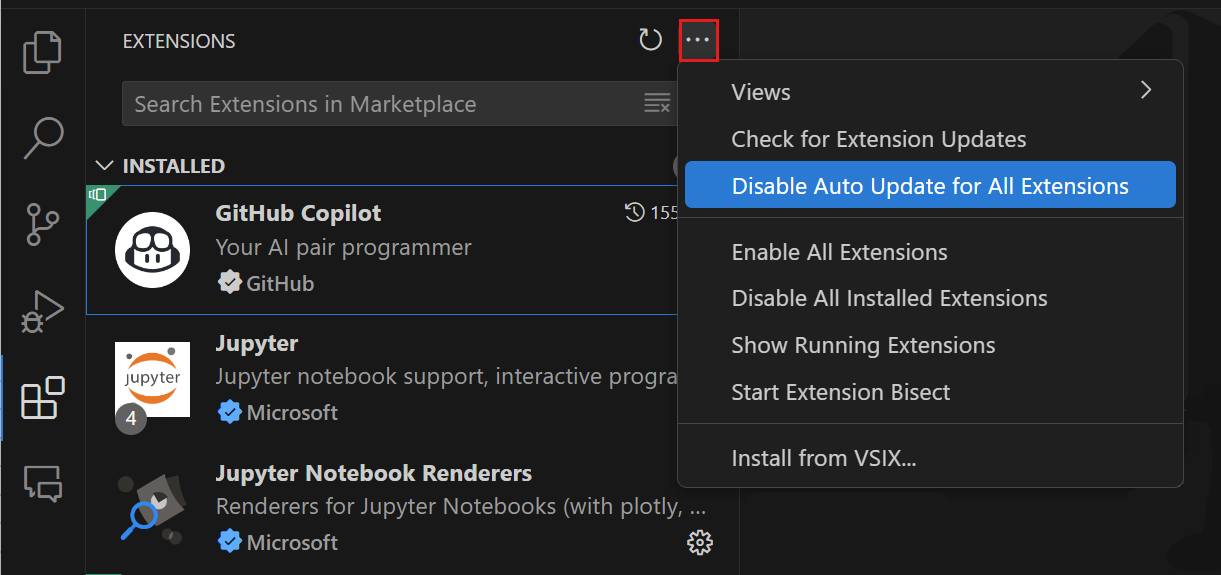 EXTENSIONS
Search Extensions in Marketplace
INSTALLED
GitHub Copilot
155
Your AI pair programmer
GitHub
Jupyter
Jupyter notebook support, interactive progra
Microsoft
jupyter
4
Jupyter Notebook Renderers
Renderers for Jupyter Notebooks (with plotly, ...
Microsoft
Views
Check for Extension Updates
Disable Auto Update for All Extensions
Enable All Extensions
Disable All Installed Extensions
Show Running Extensions
Start Extension Bisect
Install from VSIX...